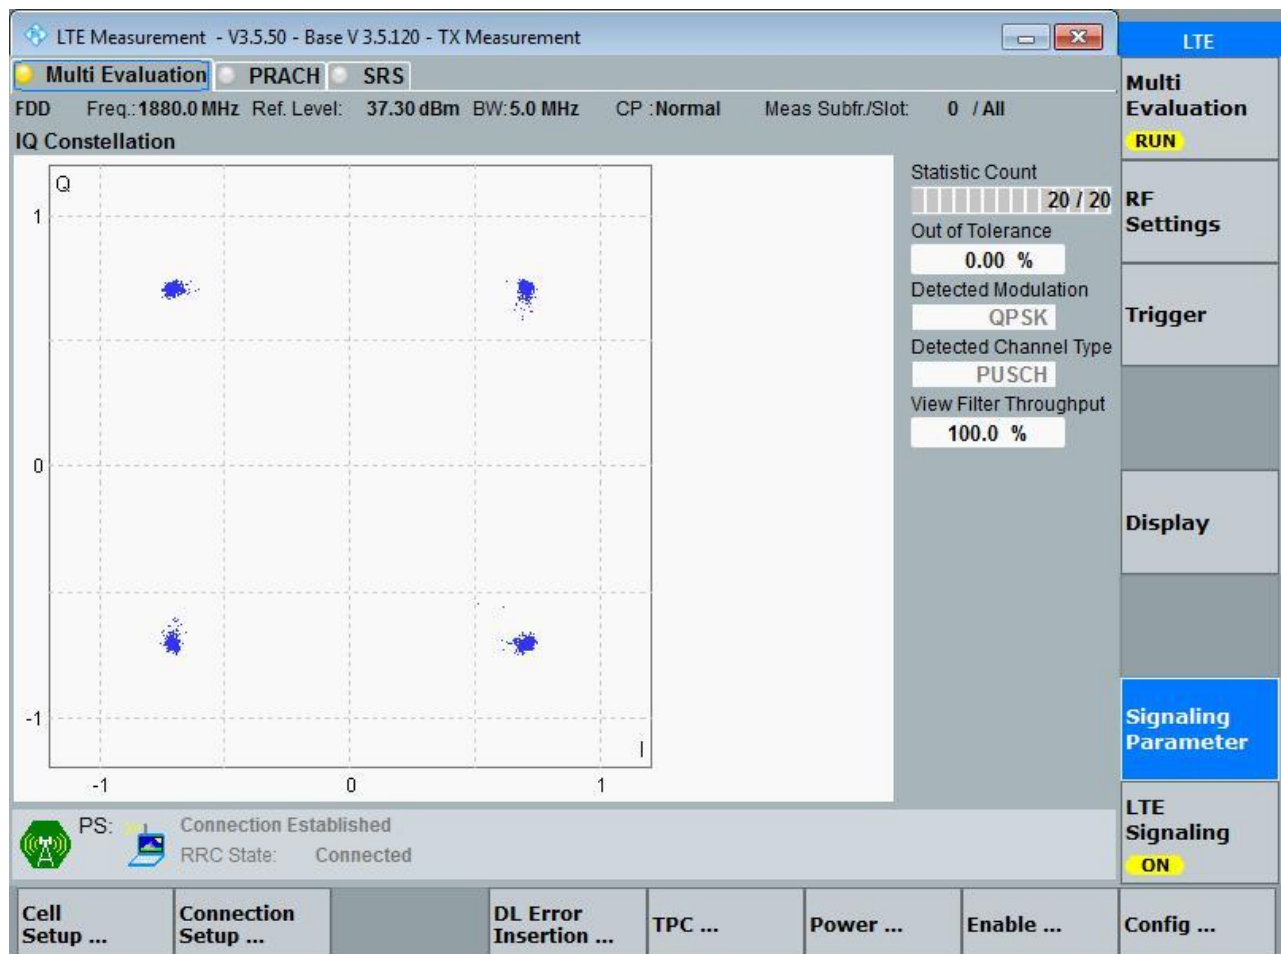 LTE Measurement - V3.5.50 - Base V 3.5.120 - TX Measurement
LTE
Multi Evaluation PRACH SRS
FDD Freq.: 1880.0 MHz Ref. Level: 37.30 dBm BW: 5.0 MHz CP : Normal Meas Subfr./Slot: 0 / All
IQ Constellation
Q
1
0
-1
I
-1 0 1
Statistic Count
20 / 20
Out of Tolerance
0.00 %
Detected Modulation
QPSK
Detected Channel Type
PUSCH
View Filter Throughput
100.0 %
Multi
Evaluation
RUN
RF
Settings
Trigger
Display
Signaling
Parameter
LTE
Signaling
ON
PS: Connection Established
RRC State: Connected
Cell
Setup ...
Connection
Setup ...
DL Error
Insertion ...
TPC ...
Power ...
Enable ...
Config ...